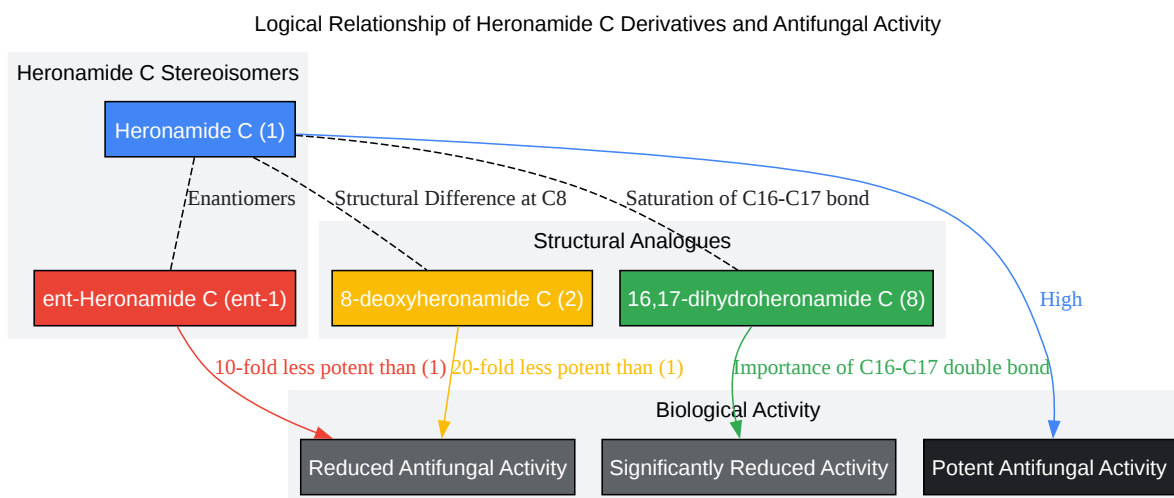 Logical Relationship of Heronamide C Derivatives and Antifungal Activity
Heronamide C Stereoisomers
Heronamide C (1)
Enantiomers
Structural Difference at C8
Saturation of C16-C17 bond
Structural Analogues
ent-Heronamide C (ent-1)
8-deoxyheronamide C (2)
16,17-dihydroheronamide C (8)
High
10-fold less potent than (1)
20-fold less potent than (1)
Importance of C16-C17 double bond
Biological Activity
Reduced Antifungal Activity
Significantly Reduced Activity
Potent Antifungal Activity